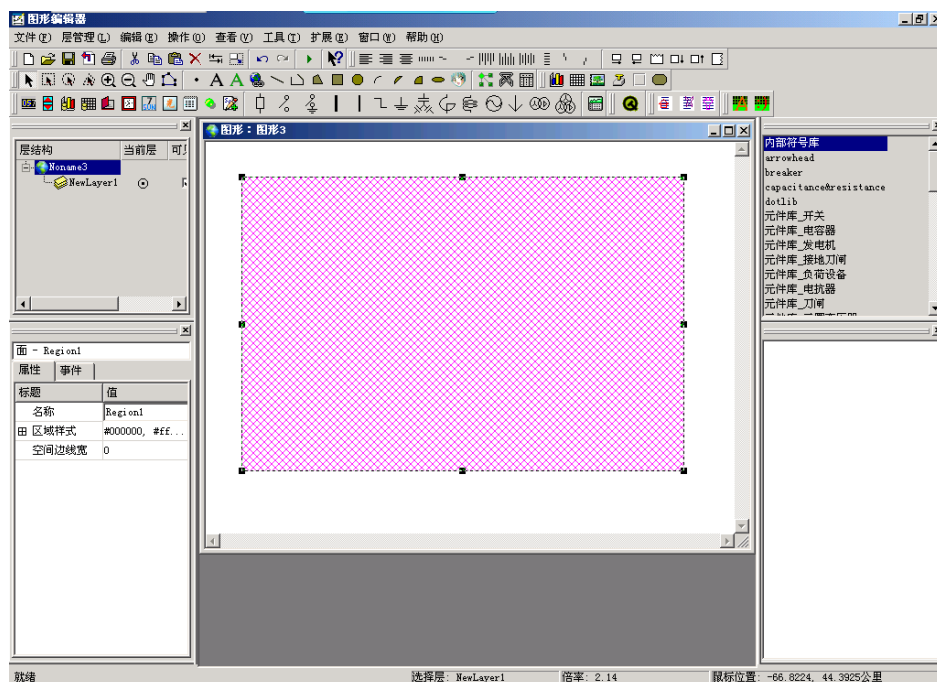 图形编辑器
文件(F) 层管理(L) 编辑(E) 操作(O) 查看(V) 工具(T) 扩展(E) 窗口(W) 帮助(H)
层结构 当前层
Noname3
NewLayer1
图形：图形3
内部符号库
arrowhead
breaker
capacitance&resistance
dotlib
元件库_开关
元件库_电容器
元件库_发电机
元件库_接地刀闸
元件库_负荷设备
元件库_电抗器
元件库_刀闸
面 - Region1
属性 事件
标题 值
名称 Region1
区域样式 #000000, #ff...
空间边线宽 0
就绪 选择层: NewLayer1 倍率: 2.14 鼠标位置: -66.8224, 44.3925公里